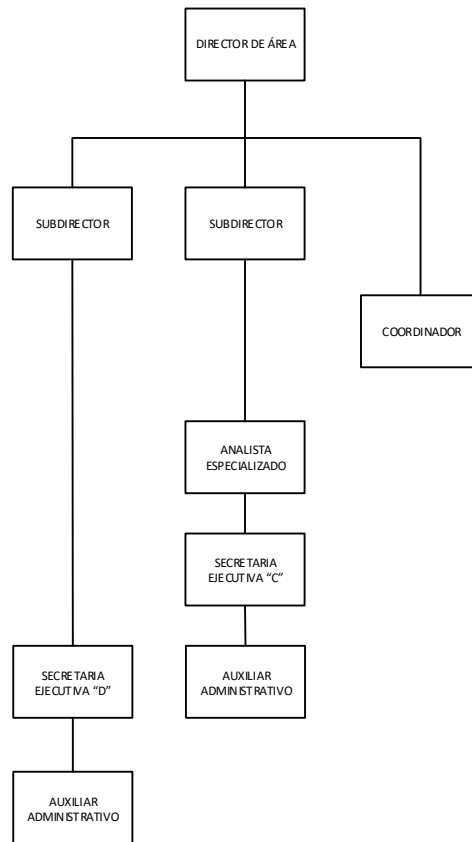 DIRECTOR DE ÁREA
SUBDIRECTOR
SUBDIRECTOR
COORDINADOR
ANALISTA
ESPECIALIZADO
SECRETARIA
EJECUTIVA “C”
SECRETARIA
EJECUTIVA “D”
AUXILIAR
ADMINISTRATIVO
AUXILIAR
ADMINISTRATIVO